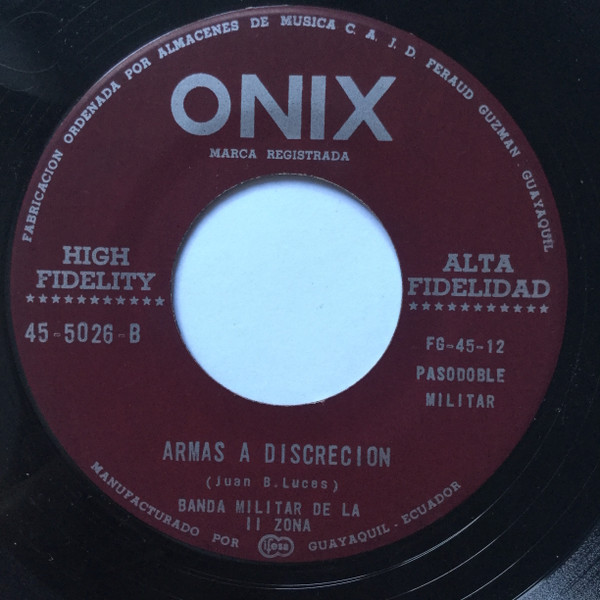 FABRICACION ORDENADA POR ALMACENES DE MUSICA C. A. J. D. FERAUD GUZMAN - GUAYAQUIL
ONIX
MARCA REGISTRADA
HIGH
FIDELITY
★★★★★★★★★★★
ALTA
FIDELIDAD
★★★★★★★★★★★
45-5026-B
FG-45-12
PASODOBLE
MILITAR
ARMAS A DISCRECION
(Juan B. Luces)
BANDA MILITAR DE LA
II ZONA
MANUFACTURADO POR ifesa GUAYAQUIL - ECUADOR